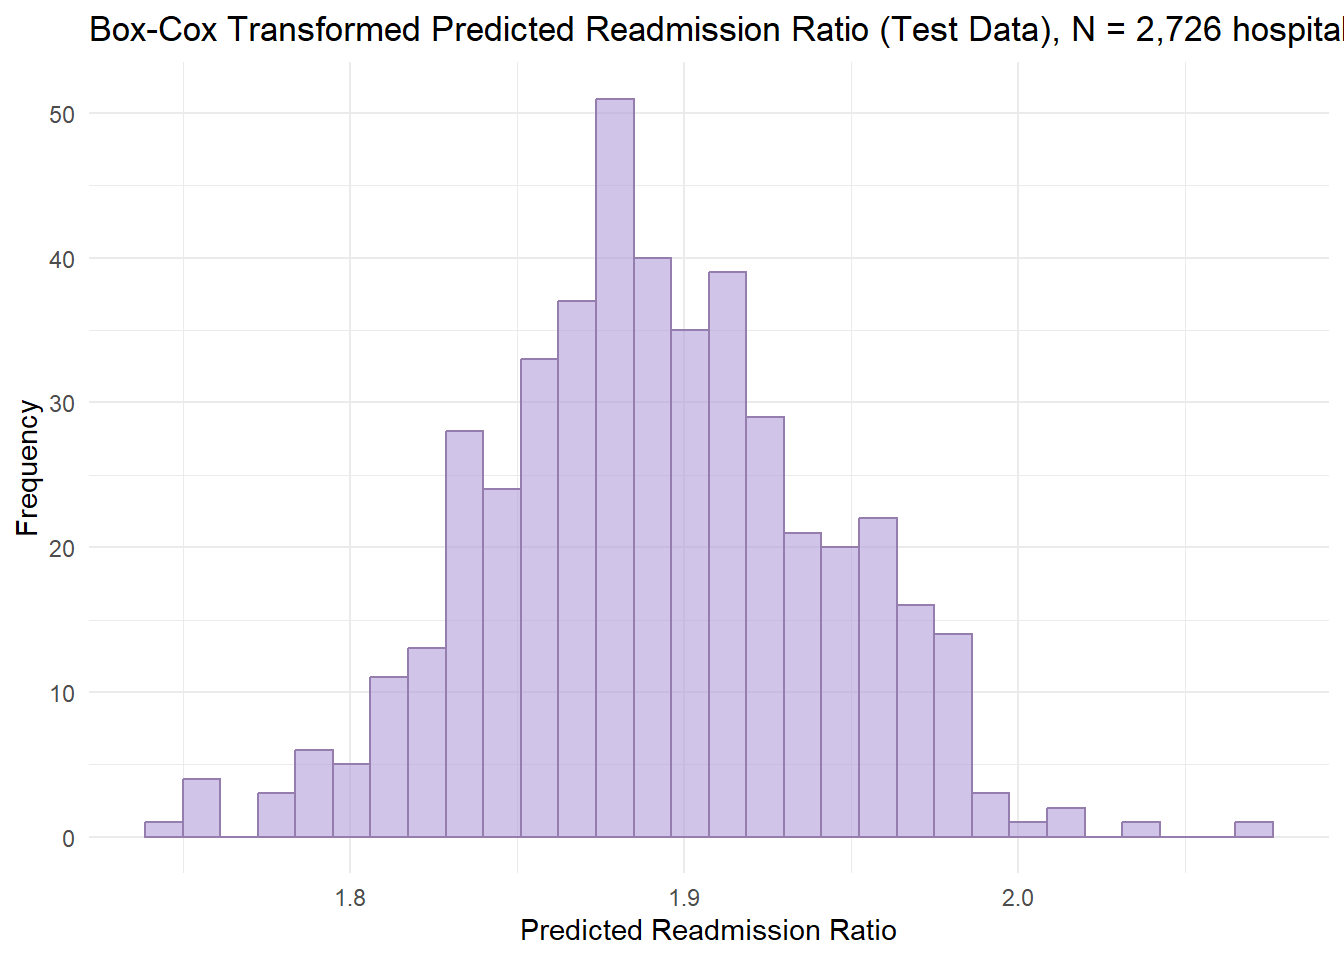 Box-Cox Transformed Predicted Readmission Ratio (Test Data), N = 2,726 hospital
50
40
30
20
10
0
Frequency
1.8 1.9 2.0
Predicted Readmission Ratio